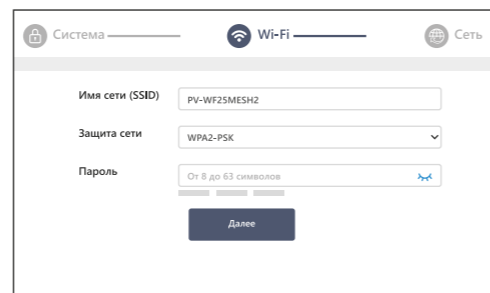 Система Wi-Fi Сеть
Имя сети (SSID) PV-WF25MESH2
Защита сети WPA2-PSK
Пароль От 8 до 63 символов
Далее